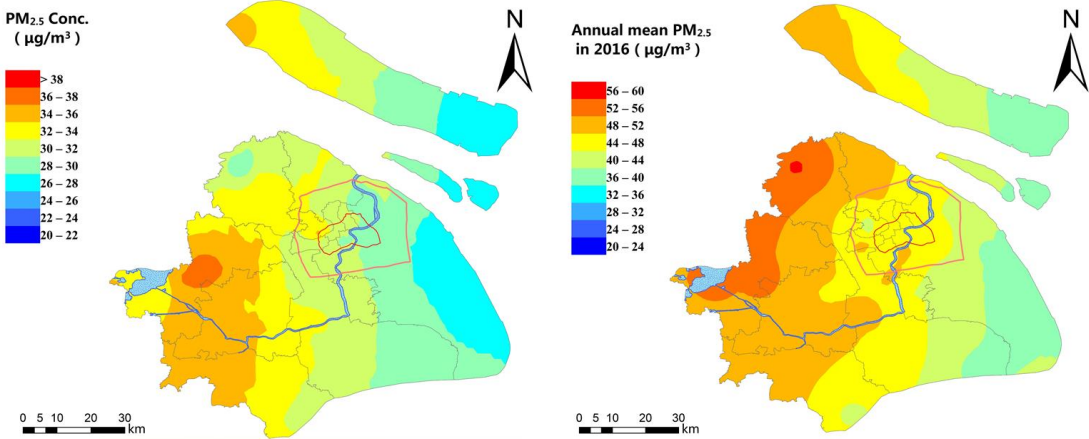 PM2.5 Conc.
( μg/m³ )
> 38
36 – 38
34 – 36
32 – 34
30 – 32
28 – 30
26 – 28
24 – 26
22 – 24
20 – 22
N
0 5 10 20 30
km
Annual mean PM2.5
in 2016 ( μg/m³ )
56 – 60
52 – 56
48 – 52
44 – 48
40 – 44
36 – 40
32 – 36
28 – 32
24 – 28
20 – 24
N
0 5 10 20 30
km